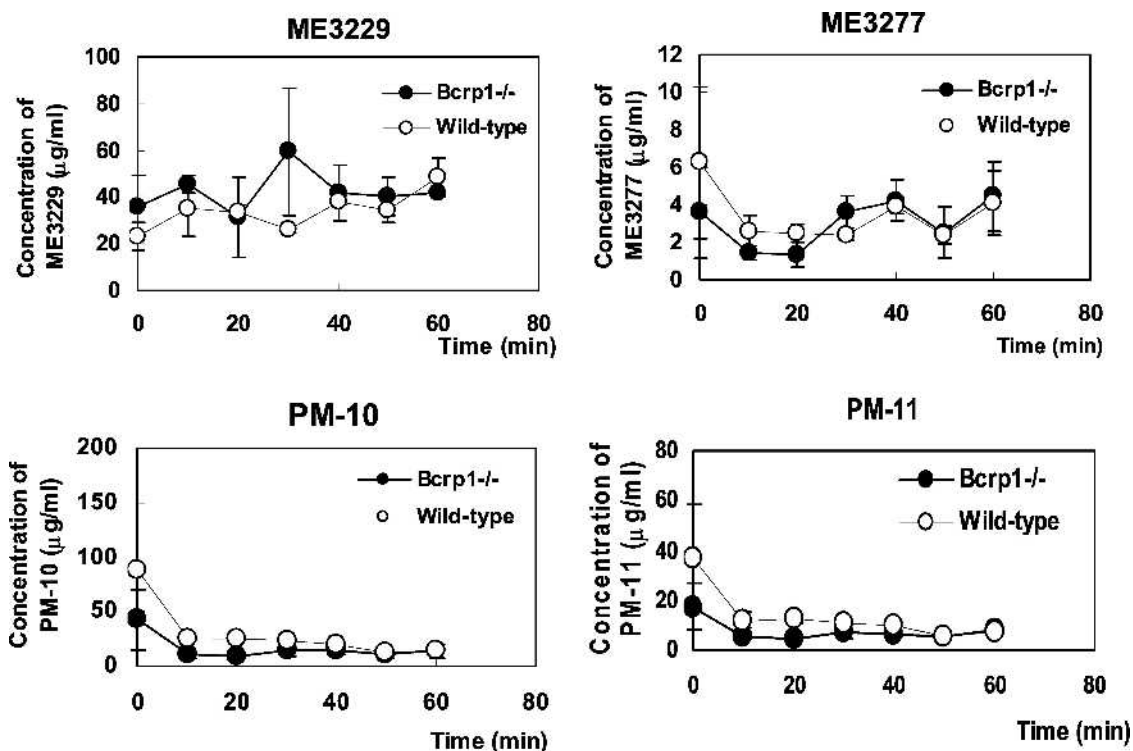 ME3229
Concentration of
ME3229 (μg/ml)
100
80
60
40
20
0
Bcrp1-/-
Wild-type
0 20 40 60 80
Time (min)
ME3277
Concentration of
ME3277 (μg/ml)
12
10
8
6
4
2
0
Bcrp1-/-
Wild-type
0 20 40 60 80
Time (min)
PM-10
Concentration of
PM-10 (μg/ml)
200
150
100
50
0
Bcrp1-/-
Wild-type
0 20 40 60 80
Time (min)
PM-11
Concentration of
PM-11 (μg/ml)
80
60
40
20
0
Bcrp1-/-
Wild-type
0 20 40 60 80
Time (min)